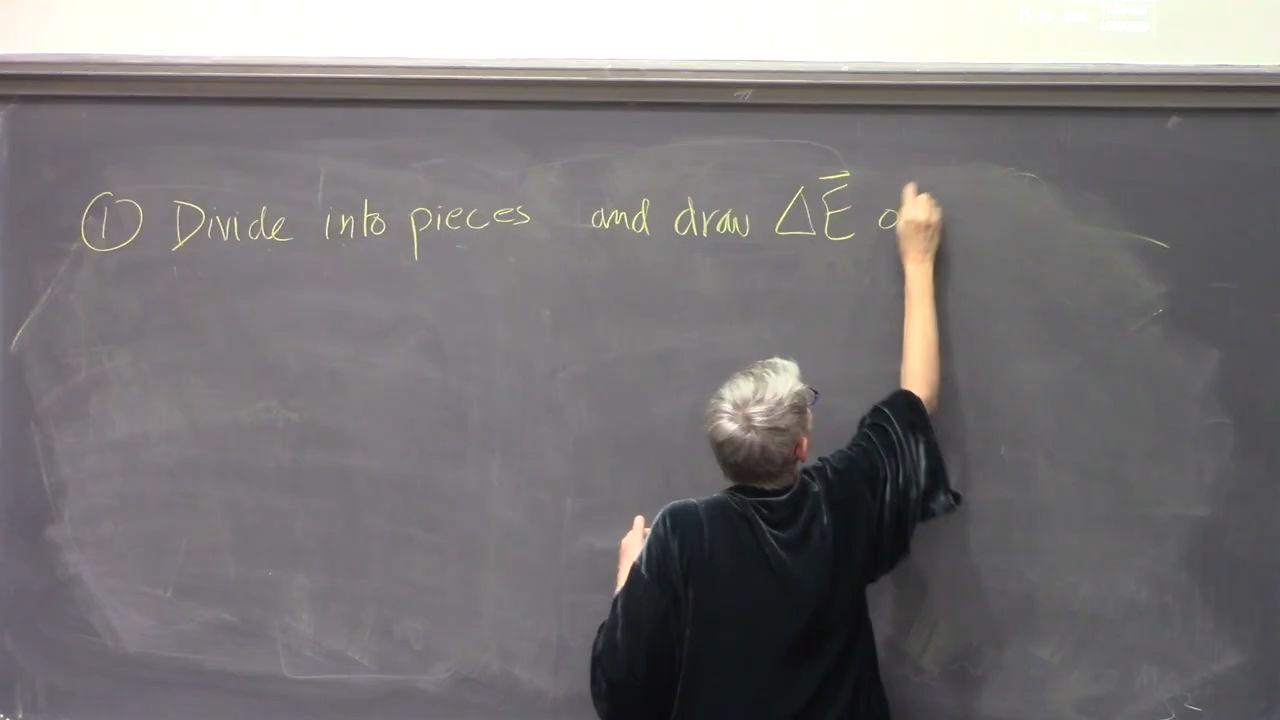 ① Divide into pieces and draw ΔE̅ o